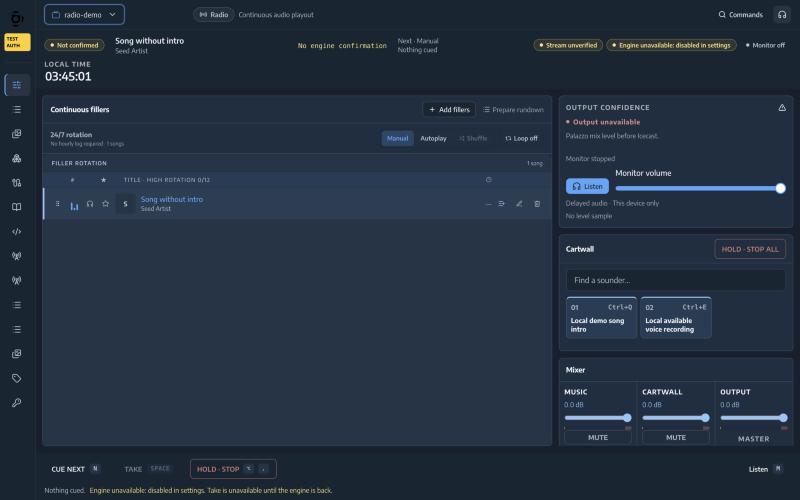 radio-demo
Radio
Continuous audio playout
Commands
TEST
AUTH
Not confirmed
Song without intro
Seed Artist
No engine confirmation
Next · Manual
Nothing cued
Stream unverified
Engine unavailable: disabled in settings
Monitor off
LOCAL TIME
03:45:01
Continuous fillers
+ Add fillers
Prepare rundown
24/7 rotation
No hourly log required · 1 songs
Manual
Autoplay
Shuffle
Loop off
FILLER ROTATION
1 song
#
TITLE · HIGH ROTATION 0/12
S
Song without intro
Seed Artist
—
OUTPUT CONFIDENCE
Output unavailable
Palazzo mix level before Icecast.
Monitor stopped
Listen
Monitor volume
Delayed audio · This device only
No level sample
Cartwall
HOLD · STOP ALL
Find a sounder...
01 Ctrl+Q
Local demo song
intro
02 Ctrl+E
Local available
voice recording
Mixer
MUSIC
0.0 dB
MUTE
CARTWALL
0.0 dB
MUTE
OUTPUT
0.0 dB
MASTER
CUE NEXT N
TAKE SPACE
HOLD · STOP ⌥ .
Listen M
Nothing cued. Engine unavailable: disabled in settings. Take is unavailable until the engine is back.